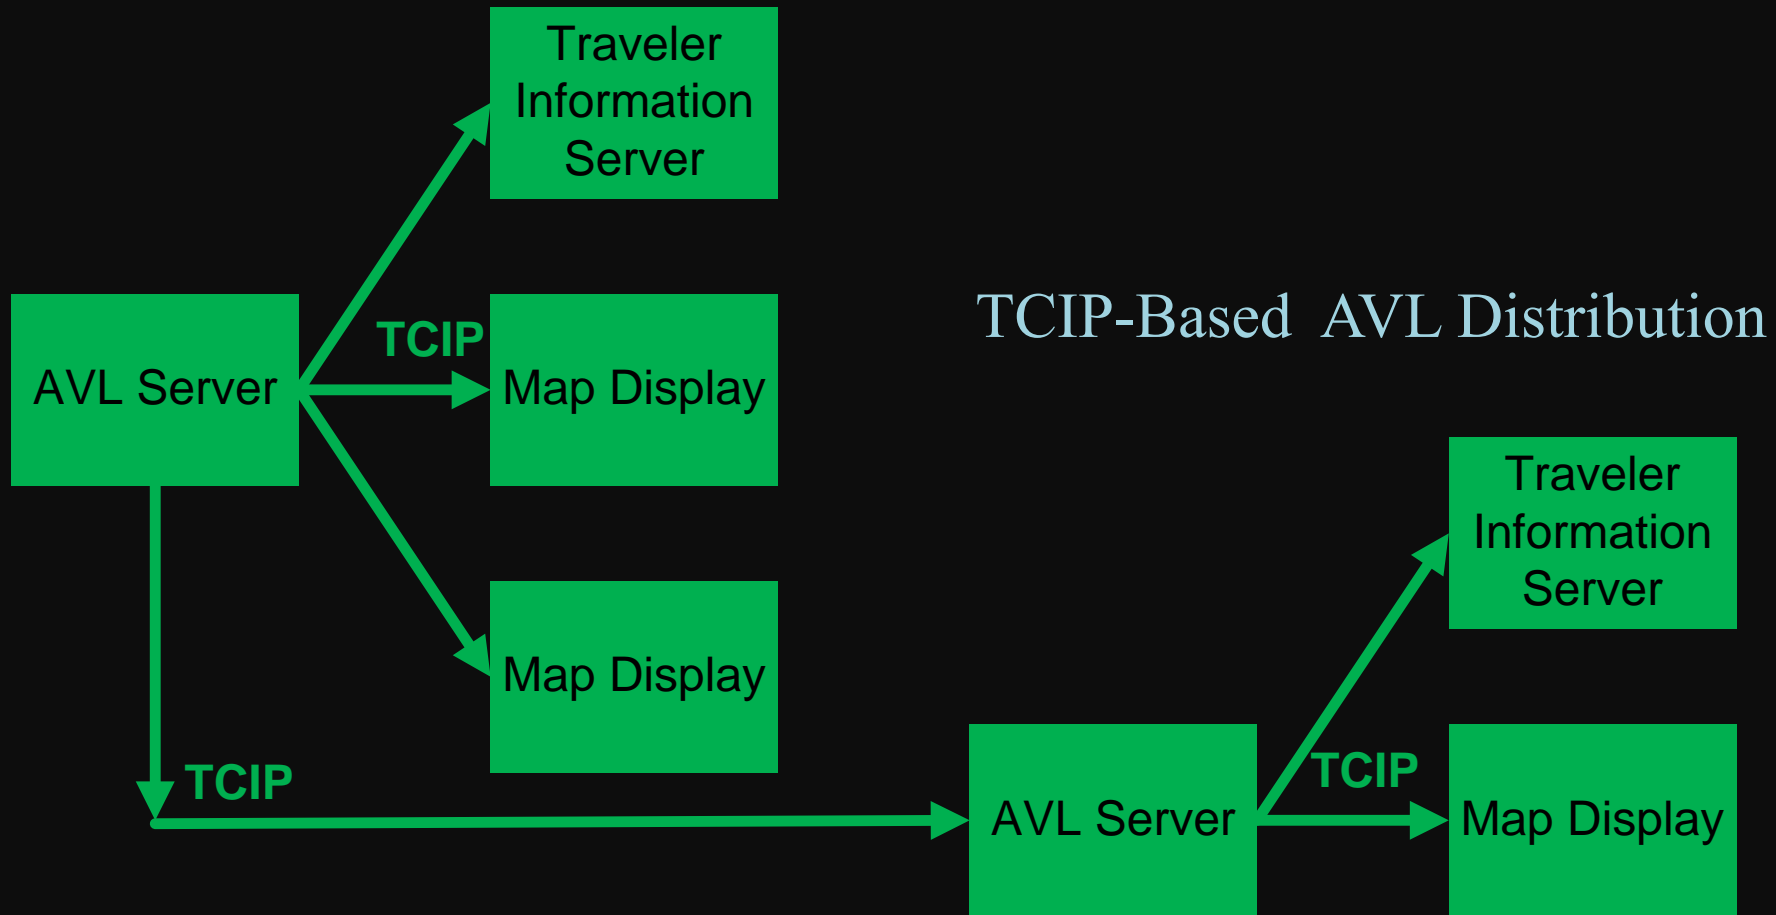 Traveler
Information
Server
TCIP-Based  AVL Distribution
TCIP
AVL Server
Map Display
Traveler
Information
Server
Map Display
TCIP
TCIP
AVL Server
Map Display